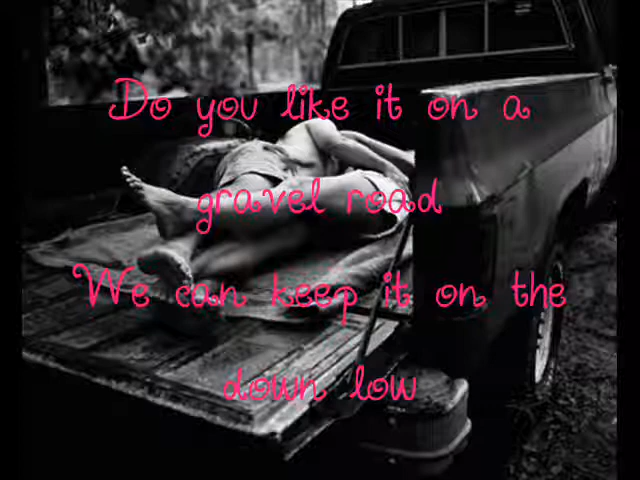 Do you like it on a
gravel road
We can keep it on the
down low